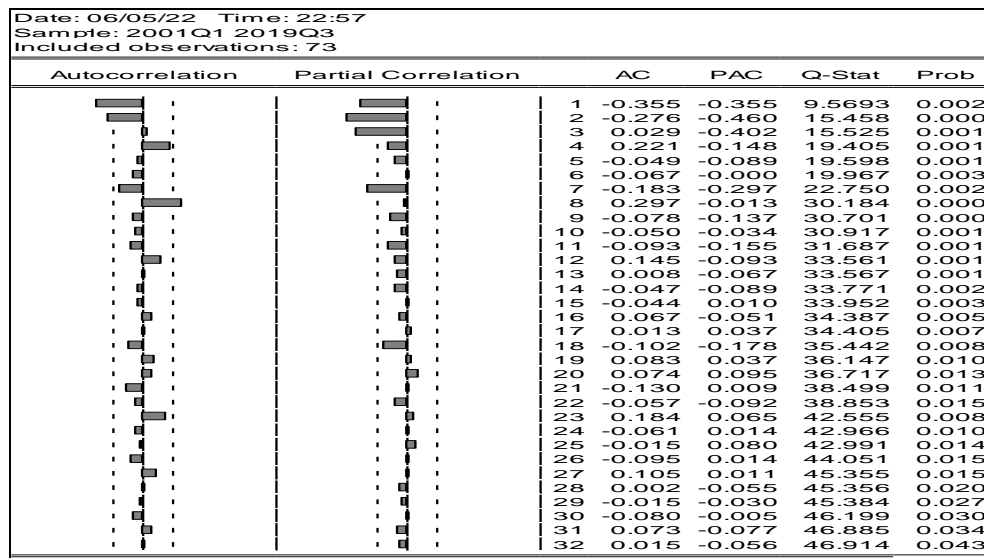 Date: 06/05/22 Time: 22:57
Sample: 2001Q1 2019Q3
Included observations: 73
Autocorrelation Partial Correlation AC PAC Q-Stat Prob
1 -0.355 -0.355 9.5693 0.002
2 -0.276 -0.460 15.458 0.000
3 0.029 -0.402 15.525 0.001
4 0.221 -0.148 19.405 0.001
5 -0.049 -0.089 19.598 0.001
6 -0.067 -0.000 19.967 0.003
7 -0.183 -0.297 22.750 0.002
8 0.297 -0.013 30.184 0.000
9 -0.078 -0.137 30.701 0.000
10 -0.050 -0.034 30.917 0.001
11 -0.093 -0.155 31.687 0.001
12 0.145 -0.093 33.561 0.001
13 0.008 -0.067 33.567 0.001
14 -0.047 -0.089 33.771 0.002
15 -0.044 0.010 33.952 0.003
16 0.067 -0.051 34.387 0.005
17 0.013 0.037 34.405 0.007
18 -0.102 -0.178 35.442 0.008
19 0.083 0.037 36.147 0.010
20 0.074 0.095 36.717 0.013
21 -0.130 0.009 38.499 0.011
22 -0.057 -0.092 38.853 0.015
23 0.184 0.065 42.555 0.008
24 -0.061 0.014 42.966 0.010
25 -0.015 0.080 42.991 0.014
26 -0.095 0.014 44.051 0.015
27 0.105 0.011 45.355 0.015
28 0.002 -0.055 45.356 0.020
29 -0.015 -0.030 45.384 0.027
30 -0.080 -0.005 46.199 0.030
31 0.073 -0.077 46.885 0.034
32 0.015 -0.056 46.914 0.043